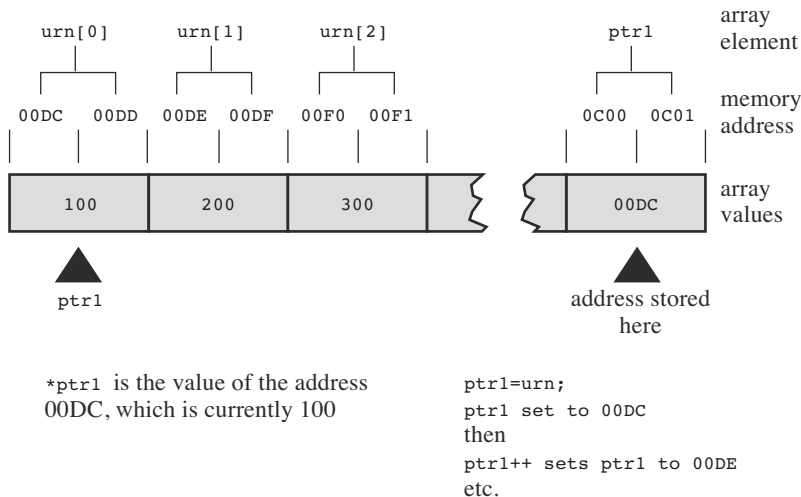 urn[0] urn[1] urn[2] ptr1 array
element
00DC 00DD 00DE 00DF 00F0 00F1 0C00 0C01 memory
address
100 200 300 00DC array
values
ptr1 address stored
here
*ptr1 is the value of the address
00DC, which is currently 100
ptr1=urn;
ptr1 set to 00DC
then
ptr1++ sets ptr1 to 00DE
etc.